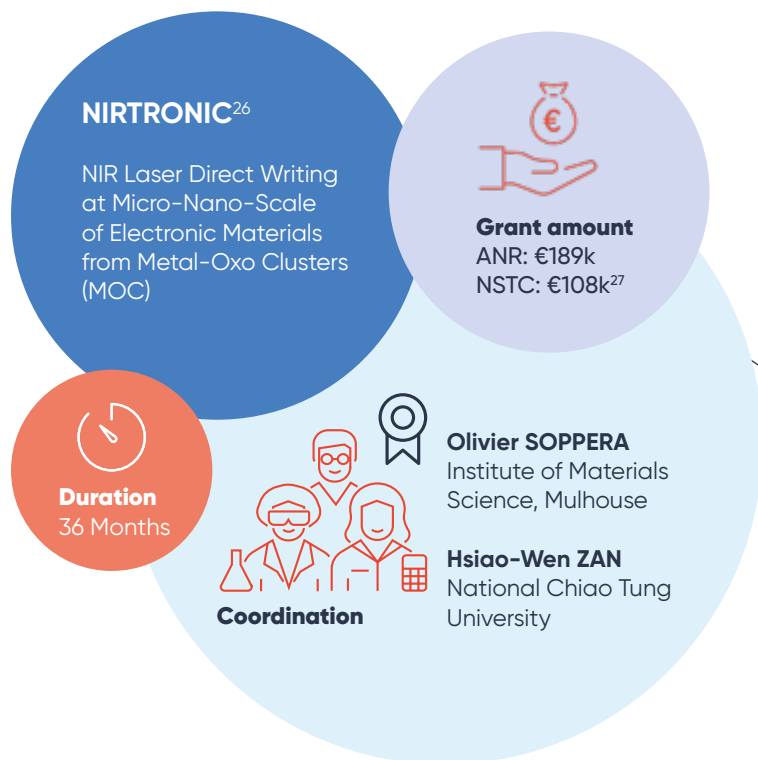 NIRTRONIC26
NIR Laser Direct Writing
at Micro-Nano-Scale
of Electronic Materials
from Metal-Oxo Clusters
(MOC)
€
Grant amount
ANR: €189k
NSTC: €108k27
Duration
36 Months
Coordination
Olivier SOPPERA
Institute of Materials
Science, Mulhouse
Hsiao-Wen ZAN
National Chiao Tung
University